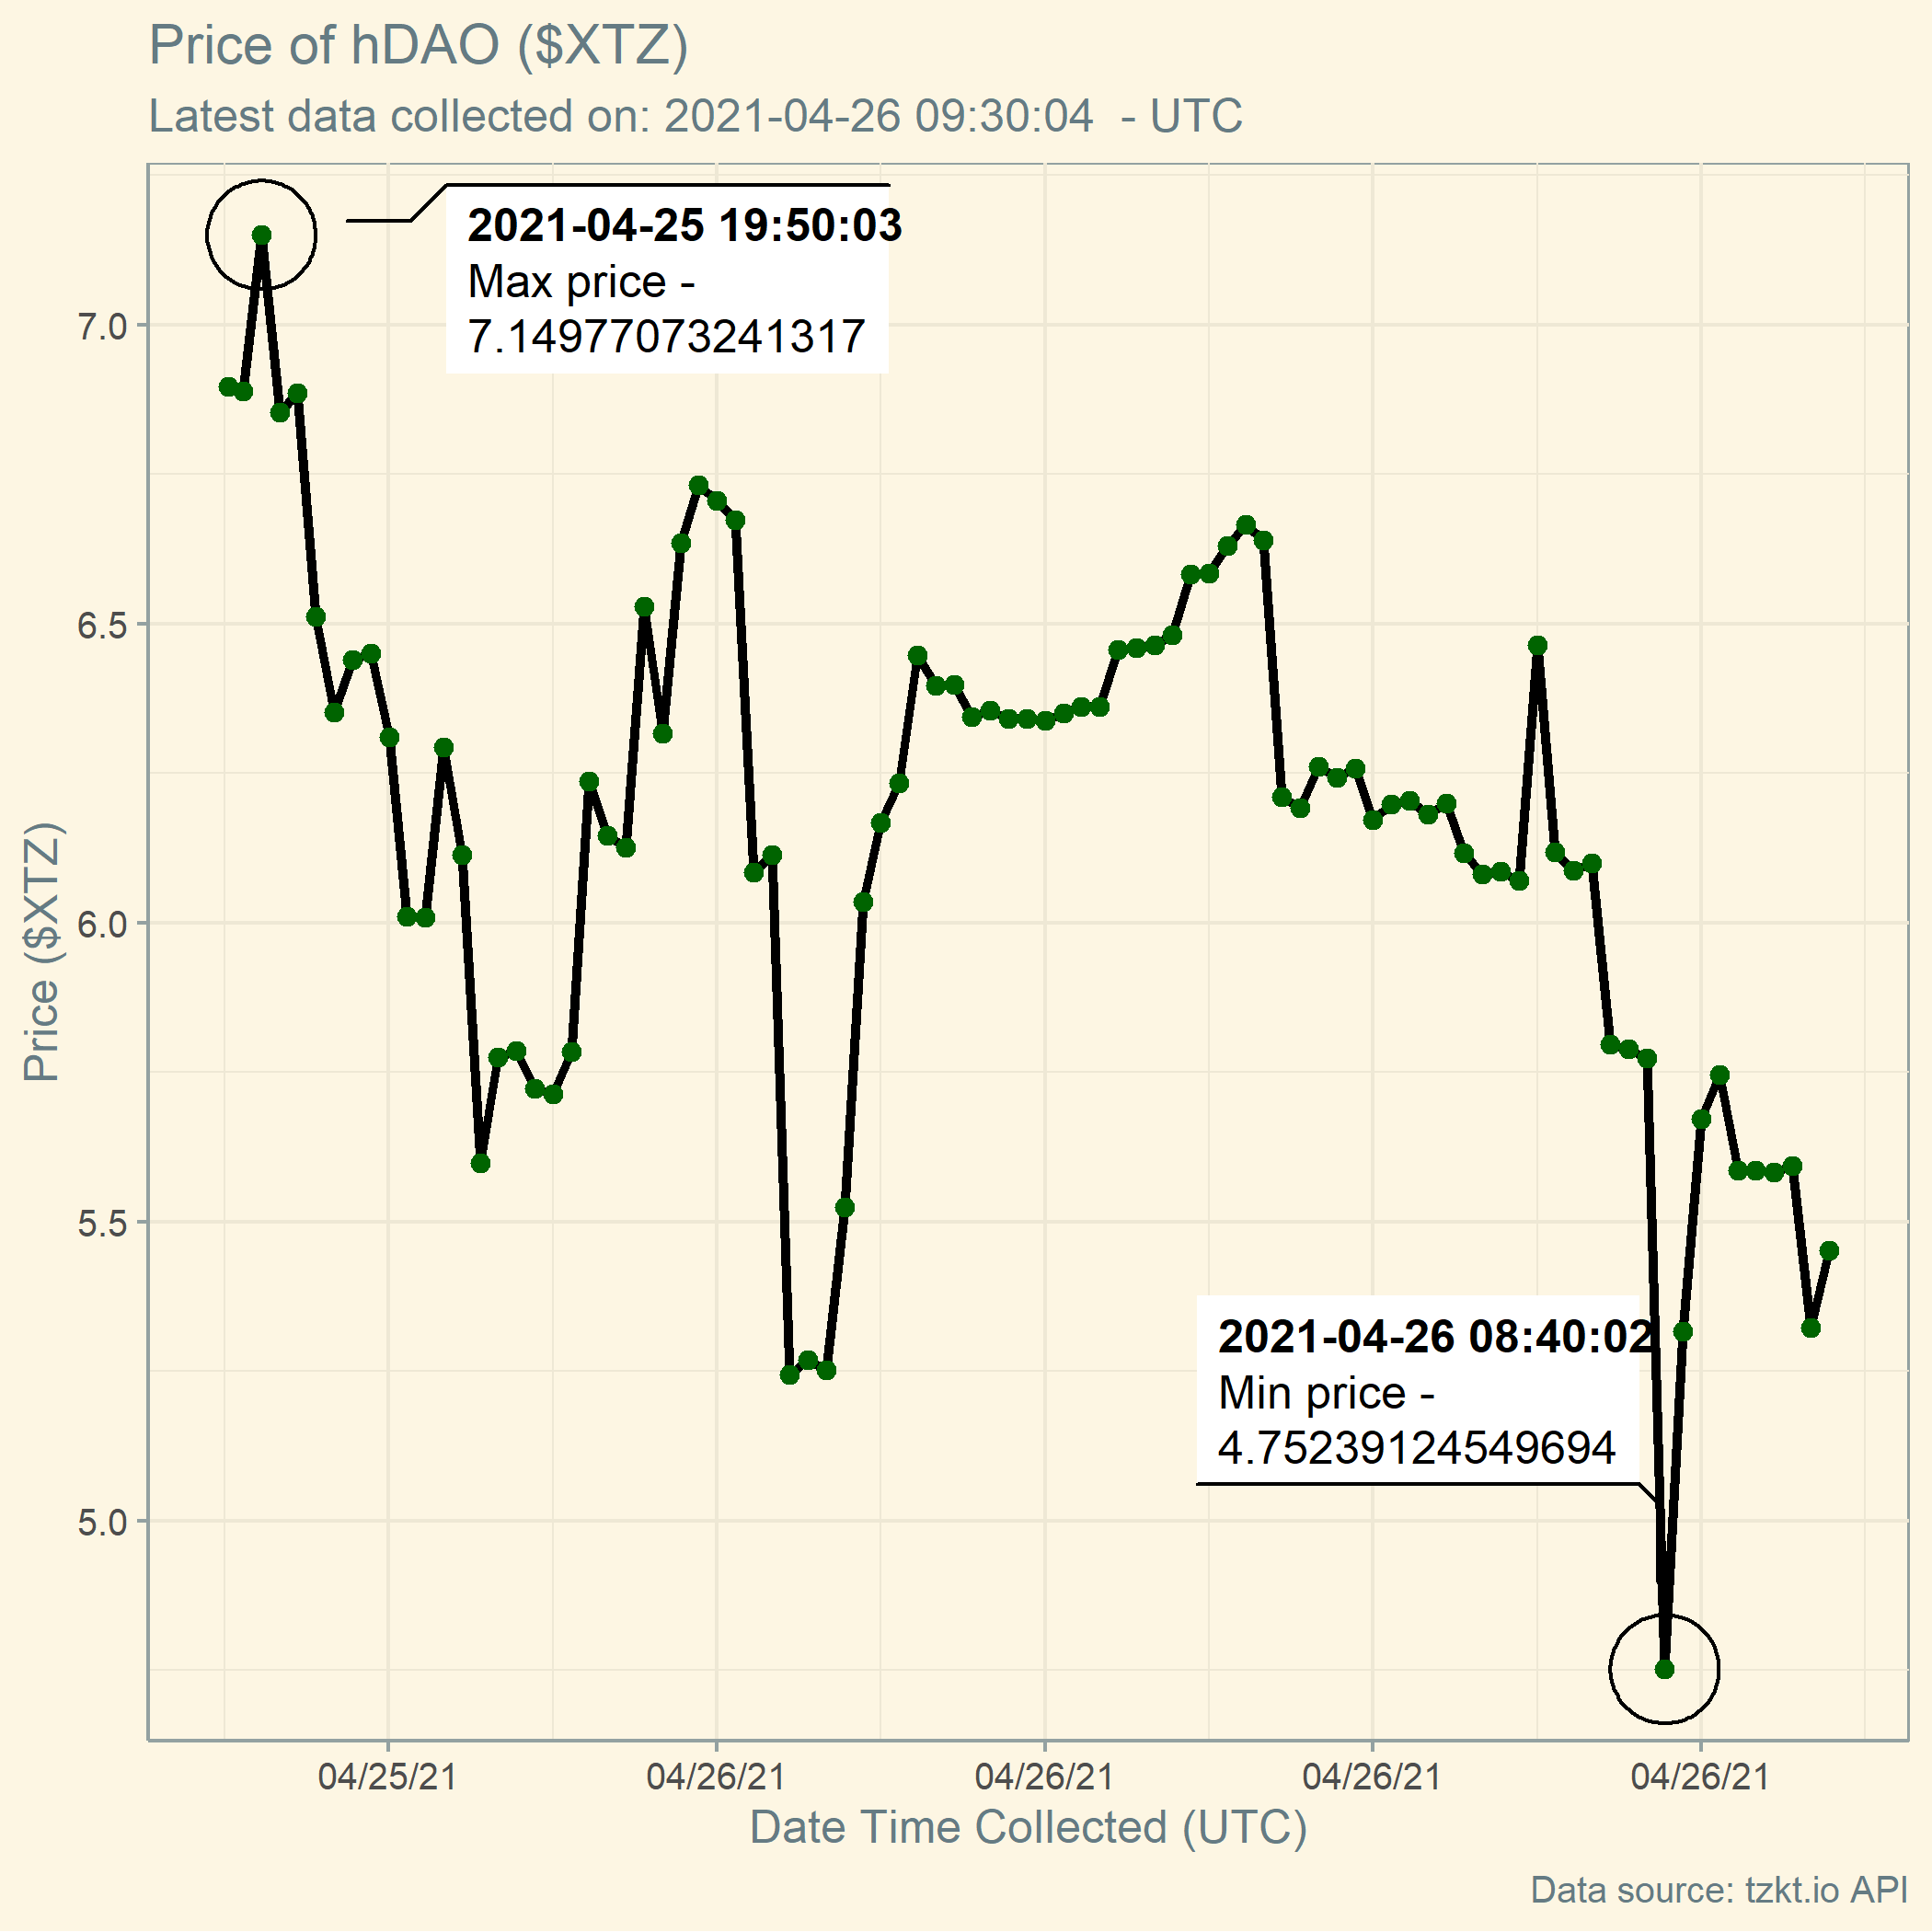 Price of hDAO ($XTZ)
Latest data collected on: 2021-04-26 09:30:04  - UTC
2021-04-25 19:50:03
Max price -
7.14977073241317
7.0
6.5
6.0
5.5
5.0
Price ($XTZ)
2021-04-26 08:40:02
Min price -
4.75239124549694
04/25/21 04/26/21 04/26/21 04/26/21 04/26/21
Date Time Collected (UTC)
Data source: tzkt.io API